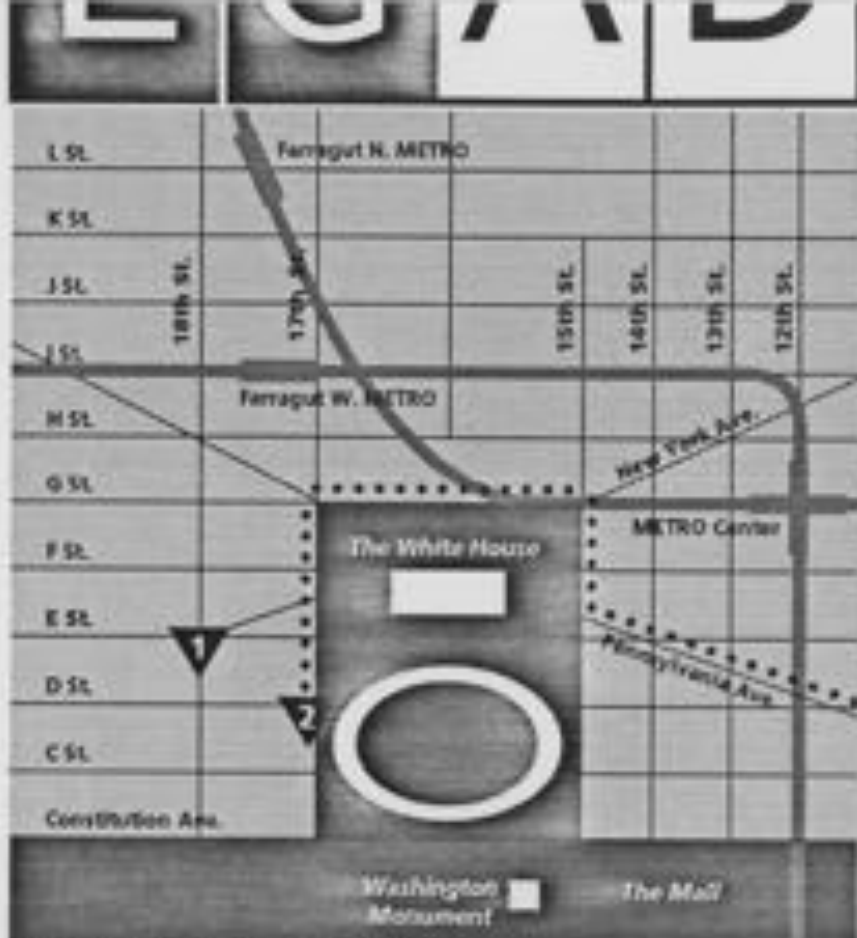 EGAD
L St.
Farragut N. METRO
K St.
J St.
18th St.
17th St.
15th St.
14th St.
13th St.
12th St.
I St.
Farragut W. METRO
H St.
New York Ave.
G St.
METRO Center
F St.
The White House
E St.
1
Pennsylvania Ave.
D St.
2
C St.
Constitution Ave.
Washington
Monument
The Mall